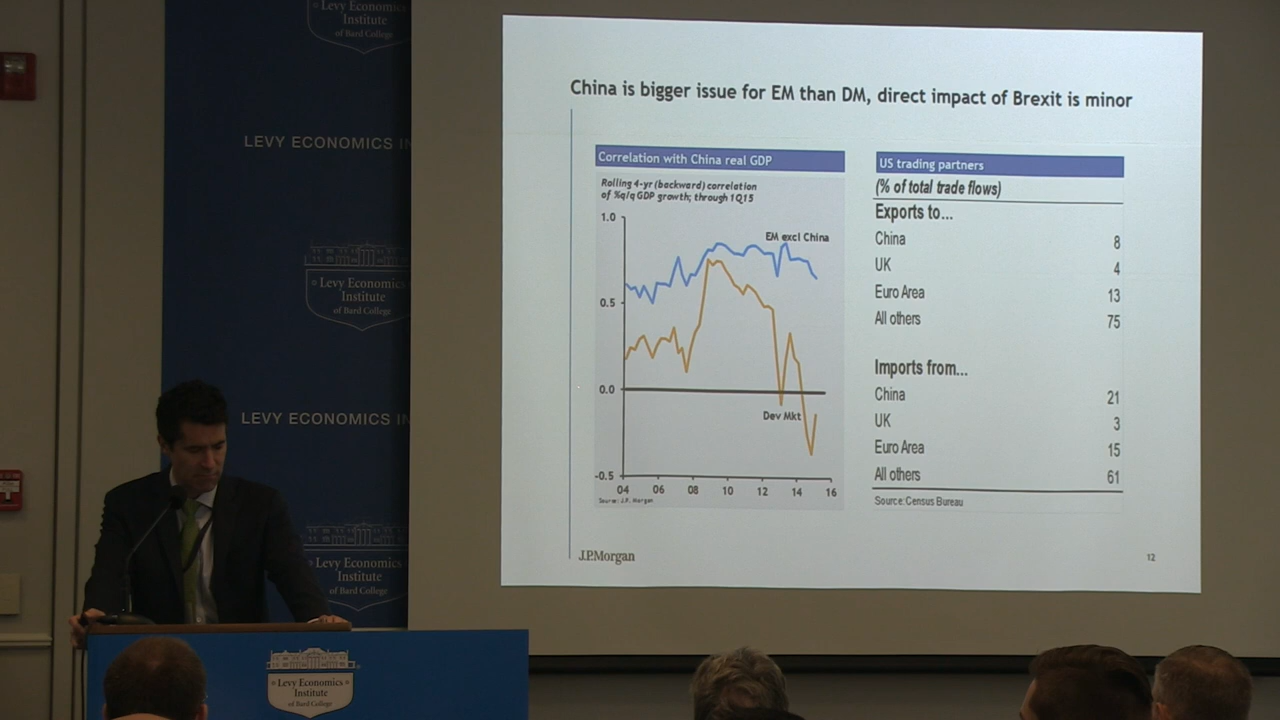 Levy Economics
Institute
of Bard College
LEVY ECONOMICS IN
Levy Economics
Institute
of Bard College
LEVY ECONOMICS IN
Levy Economics
Institute
of Bard College
Levy Economics
Institute
of Bard College
China is bigger issue for EM than DM, direct impact of Brexit is minor
Correlation with China real GDP
Rolling 4-yr (backward) correlation
of %q/q GDP growth; through 1Q15
1.0
EM excl China
0.5
0.0
Dev Mkt
-0.5
04 06 08 10 12 14 16
Source: J.P. Morgan
US trading partners
(% of total trade flows)
Exports to...
China 8
UK 4
Euro Area 13
All others 75
Imports from...
China 21
UK 3
Euro Area 15
All others 61
Source: Census Bureau
J.P.Morgan
12